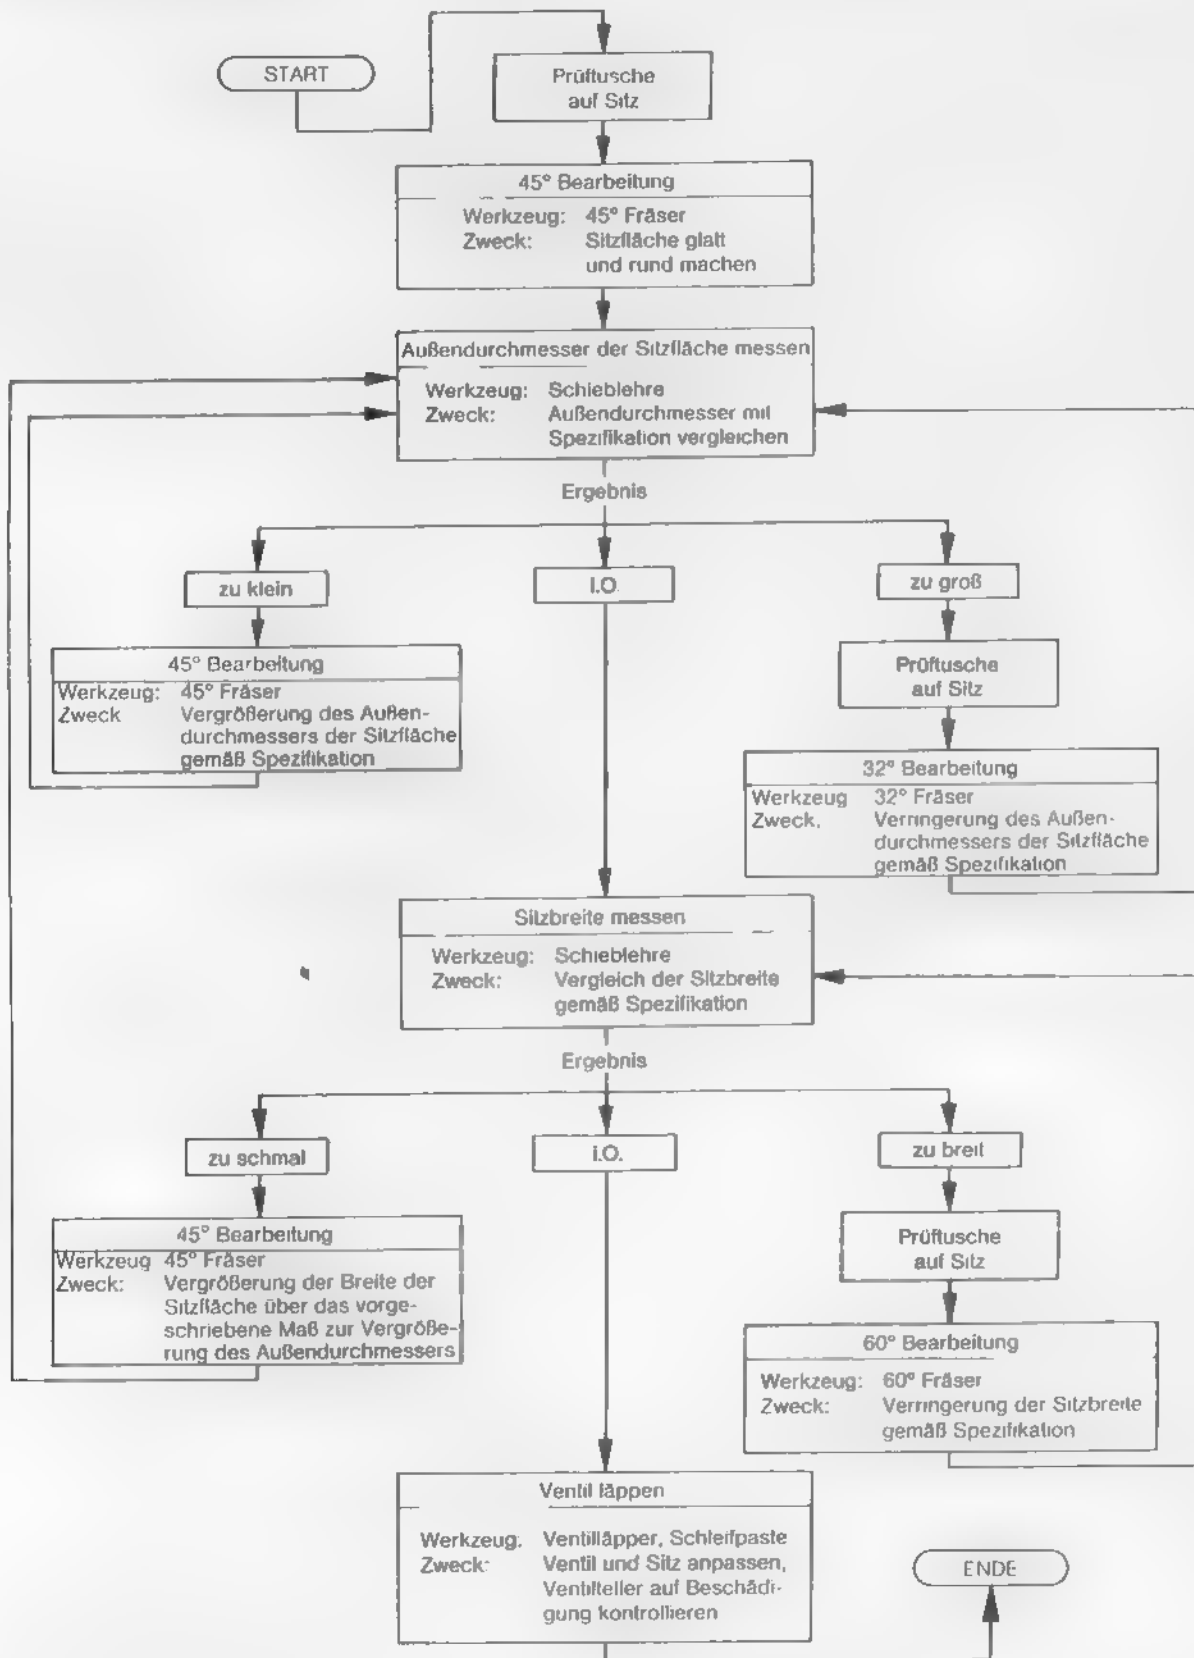 START
Prüftusche
auf Sitz
45° Bearbeitung
Werkzeug: 45° Fräser
Zweck: Sitzfläche glatt
und rund machen
Außendurchmesser der Sitzfläche messen
Werkzeug: Schieblehre
Zweck: Außendurchmesser mit
Spezifikation vergleichen
Ergebnis
zu klein
I.O.
zu groß
45° Bearbeitung
Werkzeug: 45° Fräser
Zweck Vergrößerung des Außen-
durchmessers der Sitzfläche
gemäß Spezifikation
Prüftusche
auf Sitz
32° Bearbeitung
Werkzeug 32° Fräser
Zweck. Verringerung des Außen-
durchmessers der Sitzfläche
gemäß Spezifikation
Sitzbreite messen
Werkzeug: Schieblehre
Zweck: Vergleich der Sitzbreite
gemäß Spezifikation
Ergebnis
zu schmal
i.O.
zu breit
45° Bearbeitung
Werkzeug 45° Fräser
Zweck: Vergrößerung der Breite der
Sitzfläche über das vorge-
schriebene Maß zur Vergröße-
rung des Außendurchmessers
Prüftusche
auf Sitz
60° Bearbeitung
Werkzeug: 60° Fräser
Zweck: Verringerung der Sitzbreite
gemäß Spezifikation
Ventil läppen
Werkzeug. Ventilläpper, Schleifpaste
Zweck: Ventil und Sitz anpassen,
Ventilteller auf Beschädi-
gung kontrollieren
ENDE